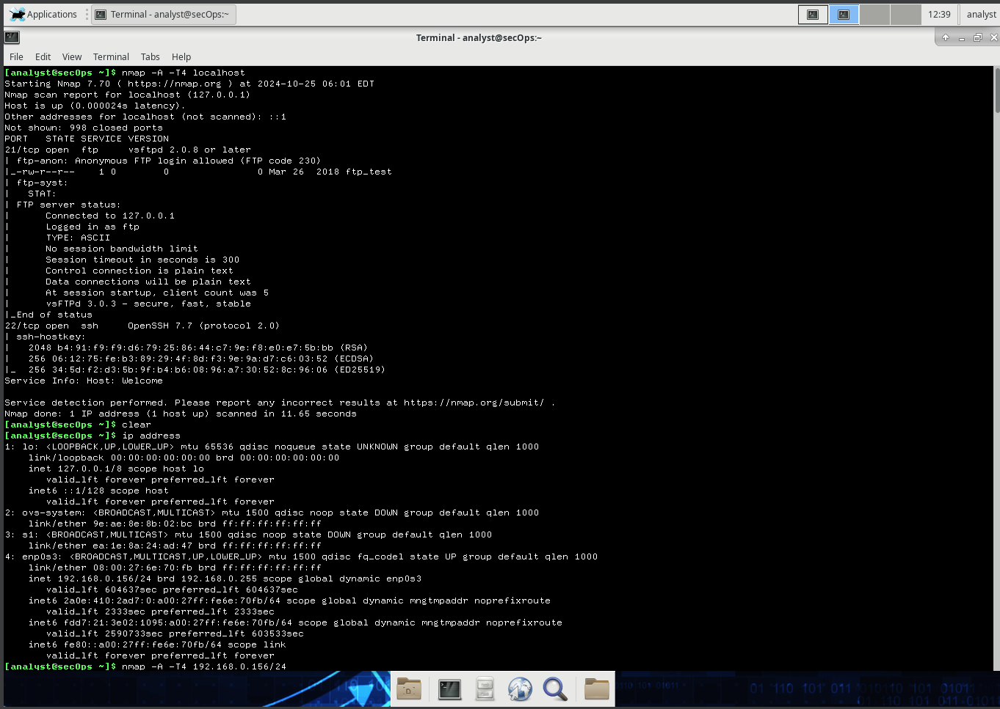 Applications
Terminal - analyst@secOps:~
12:39
analyst
Terminal - analyst@secOps:~
File Edit View Terminal Tabs Help
[analyst@secOps ~]$ nmap -A -T4 localhost
Starting Nmap 7.70 ( https://nmap.org ) at 2024-10-25 06:01 EDT
Nmap scan report for localhost (127.0.0.1)
Host is up (0.000024s latency).
Other addresses for localhost (not scanned): ::1
Not shown: 998 closed ports
PORT   STATE SERVICE VERSION
21/tcp open  ftp     vsftpd 2.0.8 or later
| ftp-anon: Anonymous FTP login allowed (FTP code 230)
|_-rw-r--r--    1 0        0               0 Mar 26  2018 ftp_test
| ftp-syst:
|   STAT:
| FTP server status:
|      Connected to 127.0.0.1
|      Logged in as ftp
|      TYPE: ASCII
|      No session bandwidth limit
|      Session timeout in seconds is 300
|      Control connection is plain text
|      Data connections will be plain text
|      At session startup, client count was 5
|      vsFTPd 3.0.3 - secure, fast, stable
|_End of status
22/tcp open  ssh     OpenSSH 7.7 (protocol 2.0)
| ssh-hostkey:
|   2048 b4:91:f9:f9:d6:79:25:86:44:c7:9e:f8:e0:e7:5b:bb (RSA)
|   256 06:12:75:fe:b3:89:29:4f:8d:f3:9e:9a:d7:c6:03:52 (ECDSA)
|_  256 34:5d:f2:d3:5b:9f:b4:b6:08:96:a7:30:52:8c:96:06 (ED25519)
Service Info: Host: Welcome
Service detection performed. Please report any incorrect results at https://nmap.org/submit/ .
Nmap done: 1 IP address (1 host up) scanned in 11.65 seconds
[analyst@secOps ~]$ clear
[analyst@secOps ~]$ ip address
1: lo: <LOOPBACK,UP,LOWER_UP> mtu 65536 qdisc noqueue state UNKNOWN group default qlen 1000
    link/loopback 00:00:00:00:00:00 brd 00:00:00:00:00:00
    inet 127.0.0.1/8 scope host lo
       valid_lft forever preferred_lft forever
    inet6 ::1/128 scope host
       valid_lft forever preferred_lft forever
2: ovs-system: <BROADCAST,MULTICAST> mtu 1500 qdisc noop state DOWN group default qlen 1000
    link/ether 9e:ae:8e:8b:02:bc brd ff:ff:ff:ff:ff:ff
3: s1: <BROADCAST,MULTICAST> mtu 1500 qdisc noop state DOWN group default qlen 1000
    link/ether ea:1e:8a:24:ad:47 brd ff:ff:ff:ff:ff:ff
4: enp0s3: <BROADCAST,MULTICAST,UP,LOWER_UP> mtu 1500 qdisc fq_codel state UP group default qlen 1000
    link/ether 08:00:27:6e:70:fb brd ff:ff:ff:ff:ff:ff
    inet 192.168.0.156/24 brd 192.168.0.255 scope global dynamic enp0s3
       valid_lft 604637sec preferred_lft 604637sec
    inet6 2a0e:410:2ad7:0:a00:27ff:fe6e:70fb/64 scope global dynamic mngtmpaddr noprefixroute
       valid_lft 2333sec preferred_lft 2333sec
    inet6 fdd7:21:3e02:1095:a00:27ff:fe6e:70fb/64 scope global dynamic mngtmpaddr noprefixroute
       valid_lft 2590733sec preferred_lft 603533sec
    inet6 fe80::a00:27ff:fe6e:70fb/64 scope link
       valid_lft forever preferred_lft forever
[analyst@secOps ~]$ nmap -A -T4 192.168.0.156/24